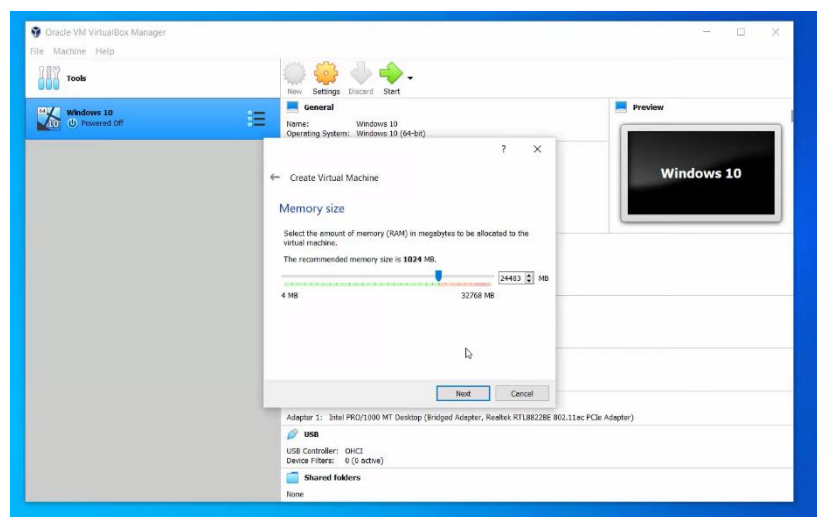 Oracle VM VirtualBox Manager
File Machine Help
Tools
New Settings Discard Start
64
10
Windows 10
Powered Off
General
Name: Windows 10
Operating System: Windows 10 (64-bit)
Preview
Windows 10
? ×
← Create Virtual Machine
Memory size
Select the amount of memory (RAM) in megabytes to be allocated to the
virtual machine.
The recommended memory size is 1024 MB.
24483 MB
4 MB 32768 MB
Next Cancel
Adapter 1: Intel PRO/1000 MT Desktop (Bridged Adapter, Realtek RTL8822BE 802.11ac PCIe Adapter)
USB
USB Controller: OHCI
Device Filters: 0 (0 active)
Shared folders
None